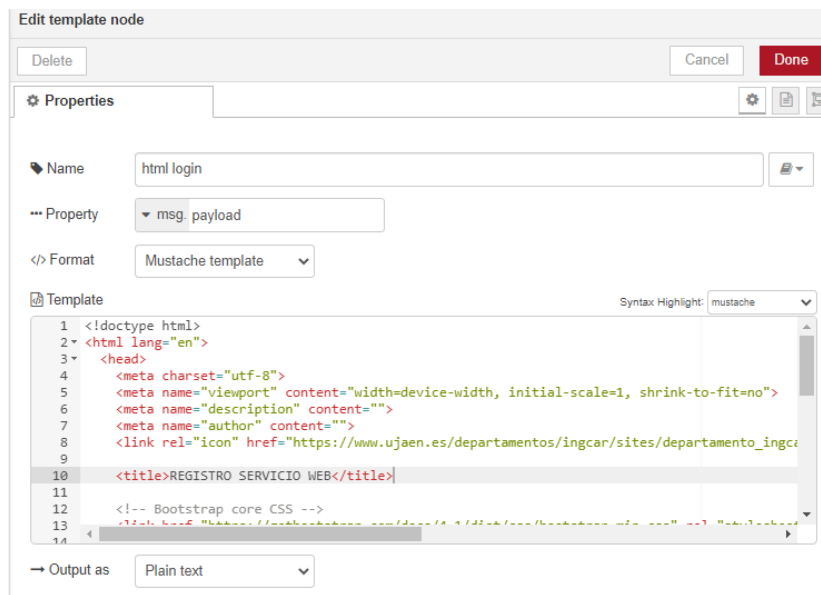 Edit template node
Delete
Cancel
Done
Properties
Name
html login
Property
msg. payload
</> Format
Mustache template
Template
Syntax Highlight: mustache
1 <!doctype html>
2 <html lang="en">
3 <head>
4 <meta charset="utf-8">
5 <meta name="viewport" content="width=device-width, initial-scale=1, shrink-to-fit=no">
6 <meta name="description" content="">
7 <meta name="author" content="">
8 <link rel="icon" href="https://www.ujaen.es/departamentos/ingcar/sites/departamento_ingca
9
10 <title>REGISTRO SERVICIO WEB</title>
11
12 <!-- Bootstrap core CSS -->
13
14
Output as
Plain text